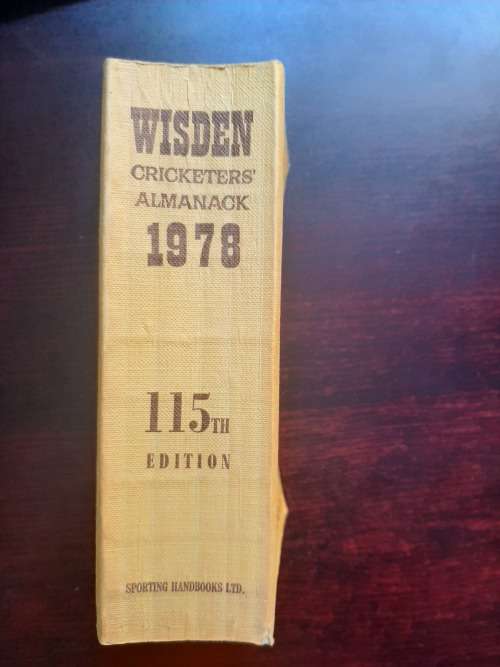 WISDEN
CRICKETERS'
ALMANACK
1978
115TH
EDITION
SPORTING HANDBOOKS LTD.